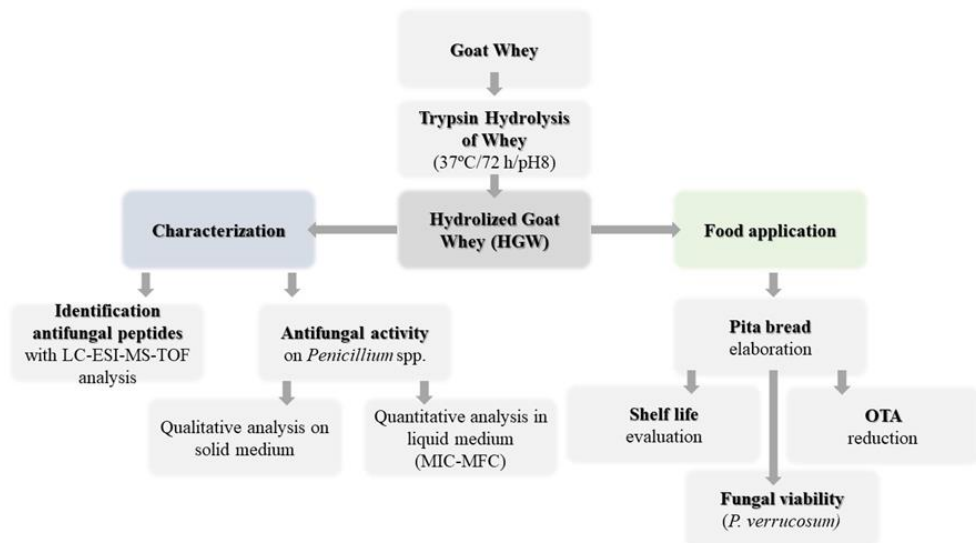 Goat Whey
Trypsin Hydrolysis
of Whey
(37ºC/72 h/pH8)
Characterization
Hydrolized Goat
Whey (HGW)
Food application
Identification
antifungal peptides
with LC-ESI-MS-TOF
analysis
Antifungal activity
on Penicillium spp.
Qualitative analysis on
solid medium
Quantitative analysis in
liquid medium
(MIC-MFC)
Pita bread
elaboration
Shelf life
evaluation
OTA
reduction
Fungal viability
(P. verrucosum)